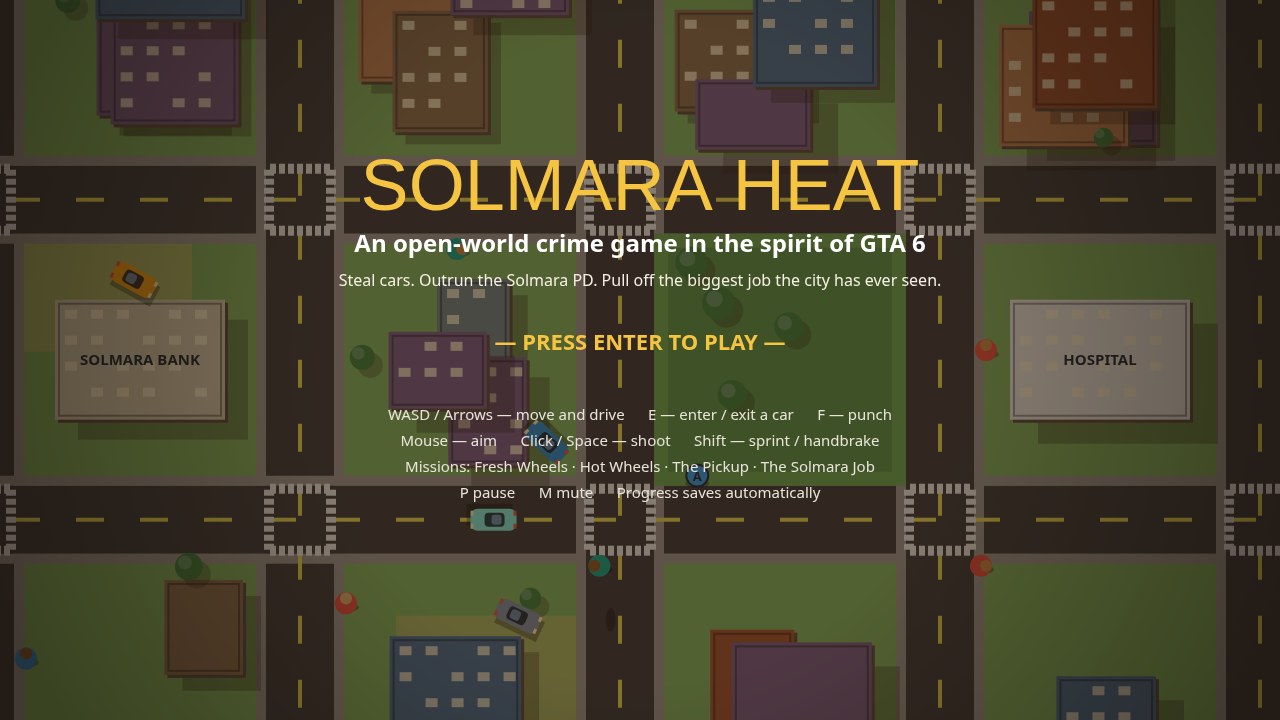 SOLMARA HEAT
An open-world crime game in the spirit of GTA 6
Steal cars. Outrun the Solmara PD. Pull off the biggest job the city has ever seen.
— PRESS ENTER TO PLAY —
SOLMARA BANK
HOSPITAL
WASD / Arrows — move and drive E — enter / exit a car F — punch
Mouse — aim Click / Space — shoot Shift — sprint / handbrake
Missions: Fresh Wheels · Hot Wheels · The Pickup · The Solmara Job
A
P pause M mute Progress saves automatically